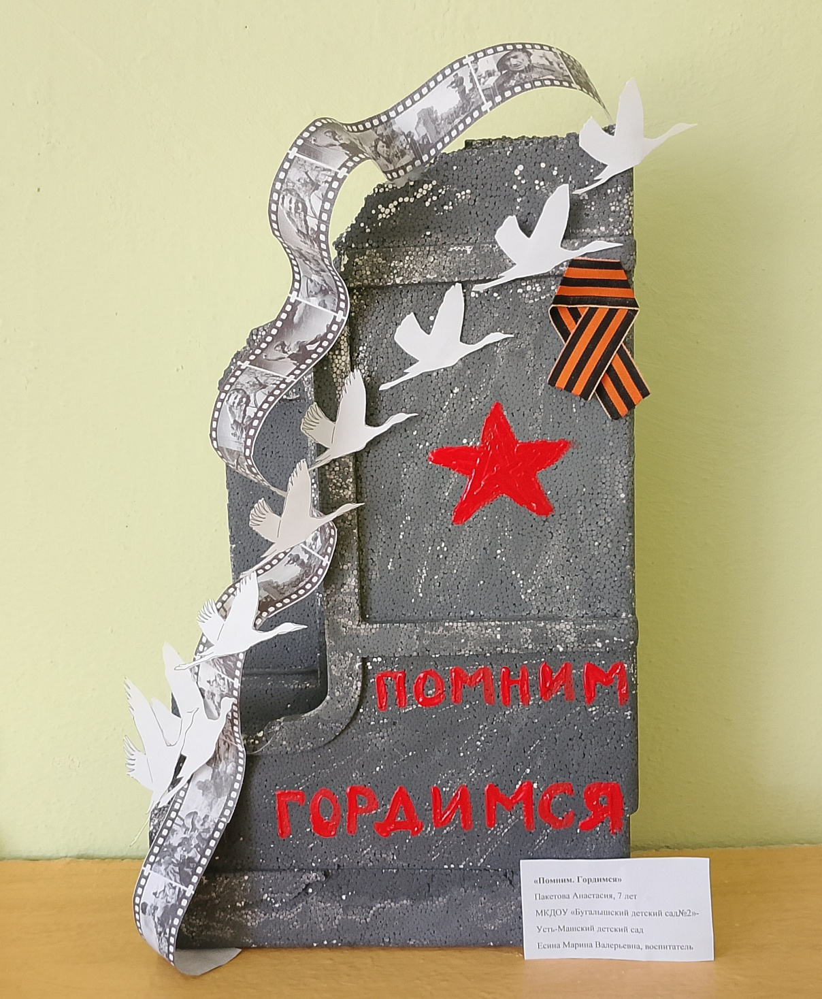 ПОМНИМ
ГОРДИМСЯ
«Помним. Гордимся»
Пакетова Анастасия, 7 лет
МКДОУ «Бугалышский детский сад№2»-
Усть-Машский детский сад
Есина Марина Валерьевна, воспитатель